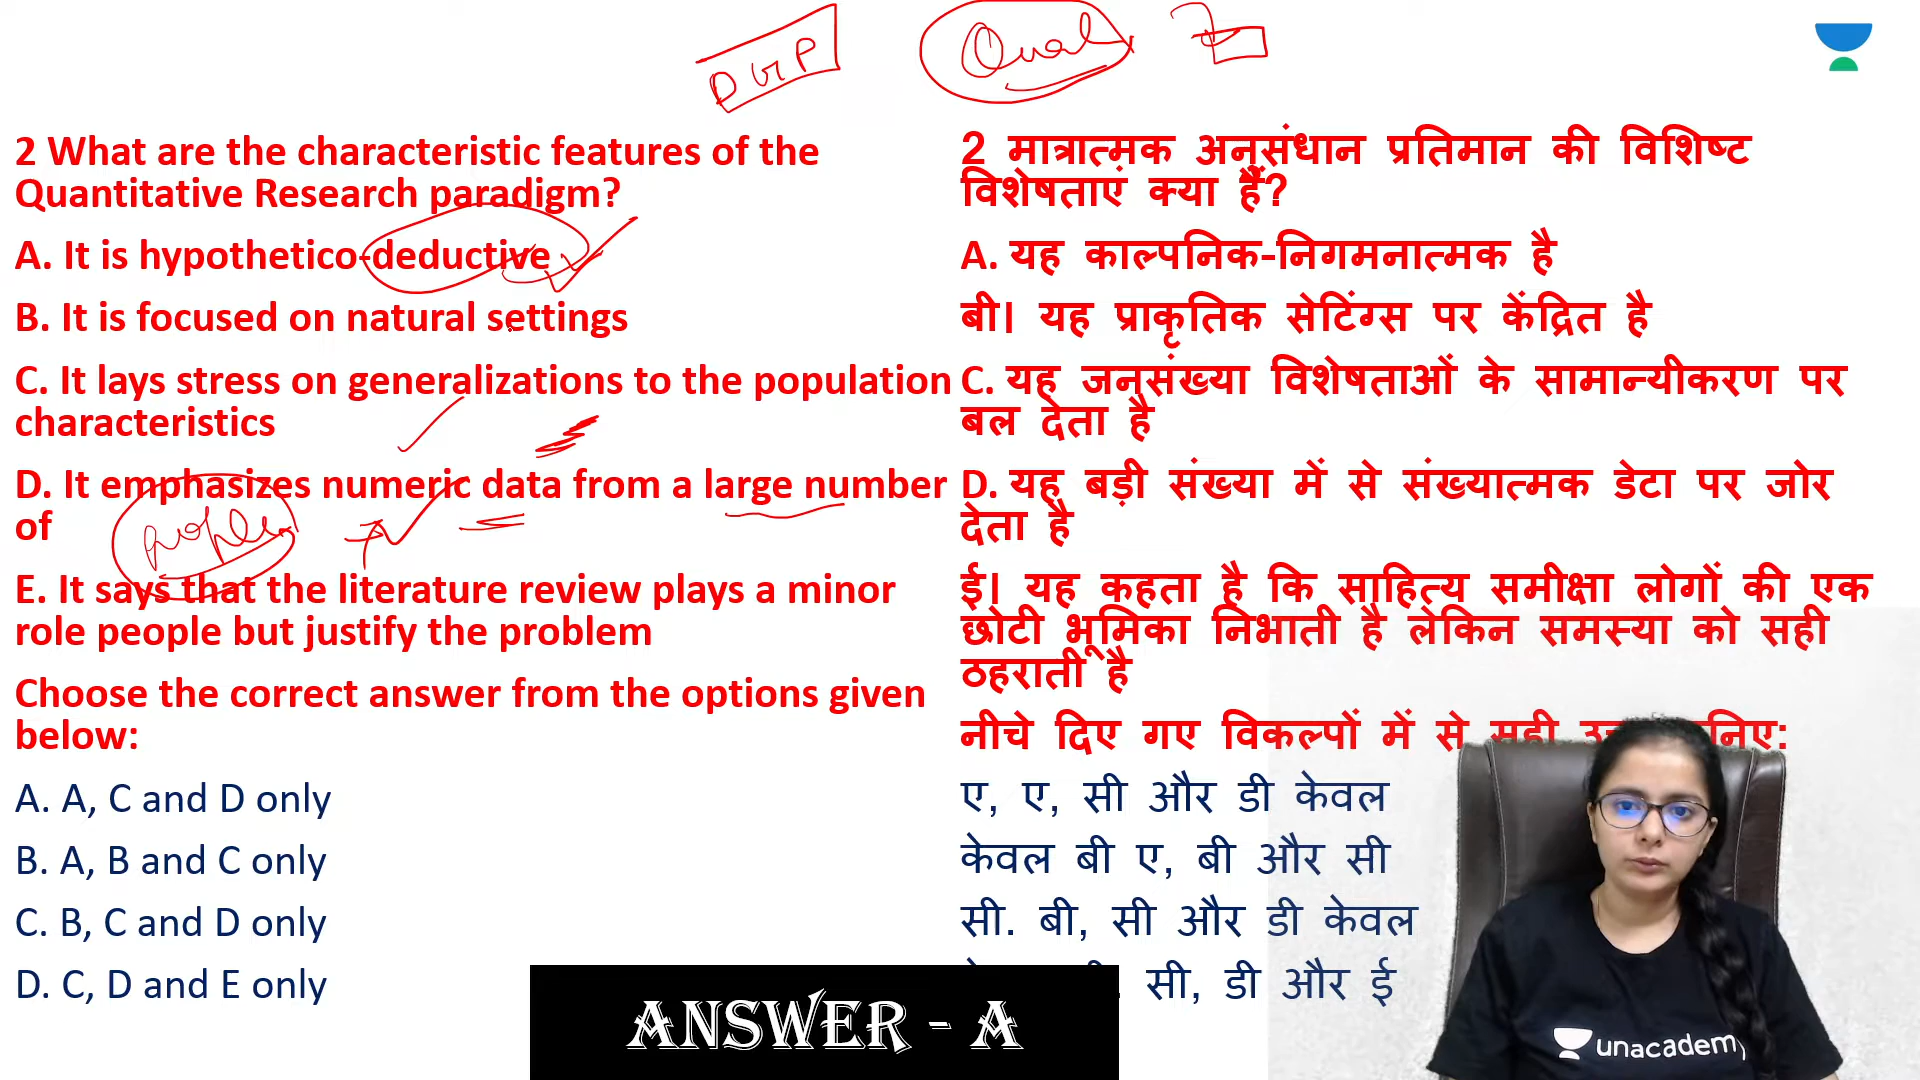 2 What are the characteristic features of the
Quantitative Research paradigm?
A. It is hypothetico-deductive
B. It is focused on natural settings
C. It lays stress on generalizations to the population
characteristics
D. It emphasizes numeric data from a large number
of
people
E. It says that the literature review plays a minor
role people but justify the problem
Choose the correct answer from the options given
below:
A. A, C and D only
B. A, B and C only
C. B, C and D only
D. C, D and E only
2 मात्रात्मक अनुसंधान प्रतिमान की विशिष्ट
विशेषताएं क्या हैं?
A. यह काल्पनिक-निगमनात्मक है
बी। यह प्राकृतिक सेटिंग्स पर केंद्रित है
C. यह जनसंख्या विशेषताओं के सामान्यीकरण पर
बल देता है
D. यह बड़ी संख्या में से संख्यात्मक डेटा पर जोर
देता है
ई। यह कहता है कि साहित्य समीक्षा लोगों की एक
छोटी भूमिका निभाती है लेकिन समस्या को सही
ठहराती है
नीचे दिए गए विकल्पों में से सही
ए, ए, सी और डी केवल
केवल बी ए, बी और सी
सी. बी, सी और डी केवल
सी, डी और ई
ANSWER - A
unacademy